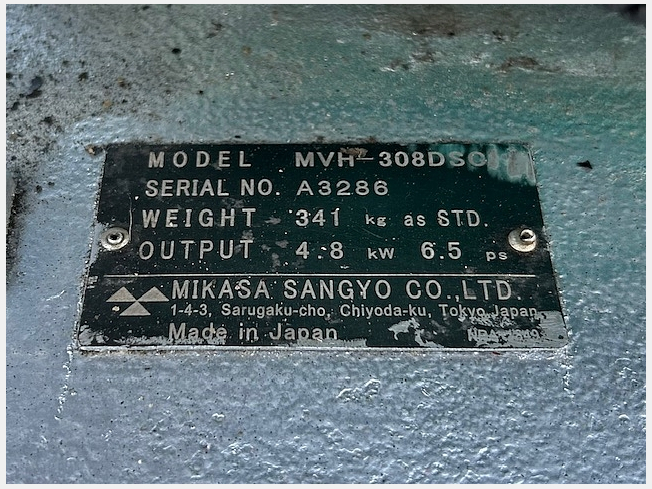 MODEL MVH-308DSC
SERIAL NO. A3286
WEIGHT 341 kg as STD.
OUTPUT 4.8 kW 6.5 ps
MIKASA SANGYO CO.,LTD.
1-4-3, Sarugaku-cho, Chiyoda-ku, Tokyo,Japan.
Made in Japan